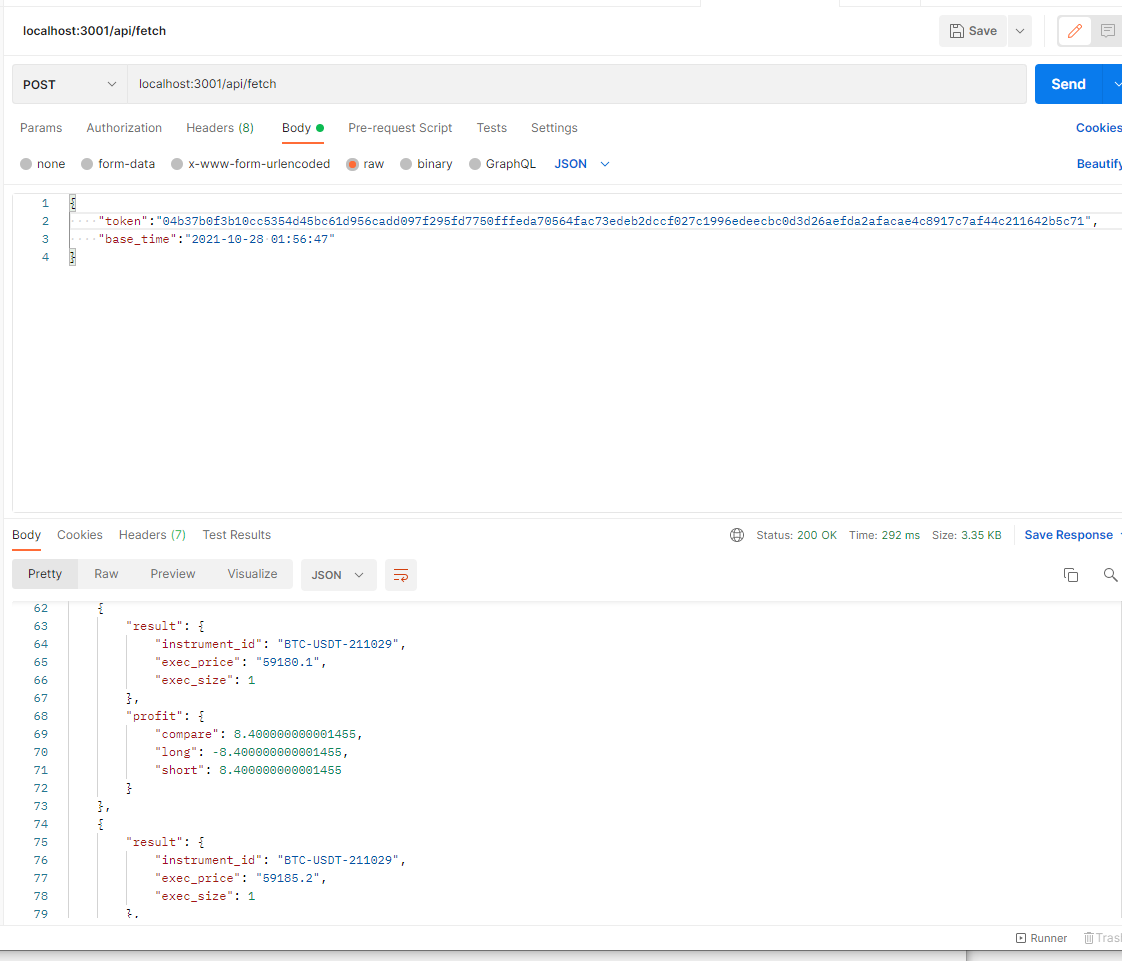 localhost:3001/api/fetch
Save
POST
localhost:3001/api/fetch
Send
Params Authorization Headers (8) Body Pre-request Script Tests Settings Cookies
none form-data x-www-form-urlencoded raw binary GraphQL JSON Beautify
1 {
2 "token":"04b37b0f3b10cc5354d45bc61d956cadd097f295fd7750fffeda70564fac73edeb2dccf027c1996edeecbc0d3d26aefda2afacae4c8917c7af44c211642b5c71",
3 "base_time":"2021-10-28 01:56:47"
4 }
Body Cookies Headers (7) Test Results Status: 200 OK Time: 292 ms Size: 3.35 KB Save Response
Pretty Raw Preview Visualize JSON
62 {
63 "result": {
64 "instrument_id": "BTC-USDT-211029",
65 "exec_price": "59180.1",
66 "exec_size": 1
67 },
68 "profit": {
69 "compare": 8.400000000001455,
70 "long": -8.400000000001455,
71 "short": 8.400000000001455
72 }
73 },
74 {
75 "result": {
76 "instrument_id": "BTC-USDT-211029",
77 "exec_price": "59185.2",
78 "exec_size": 1
79 },
Runner Tras